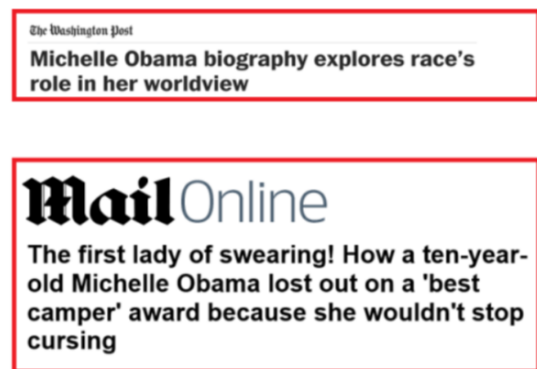 The Washington Post
Michelle Obama biography explores race's
role in her worldview
Mail Online
The first lady of swearing! How a ten-year-
old Michelle Obama lost out on a 'best
camper' award because she wouldn't stop
cursing